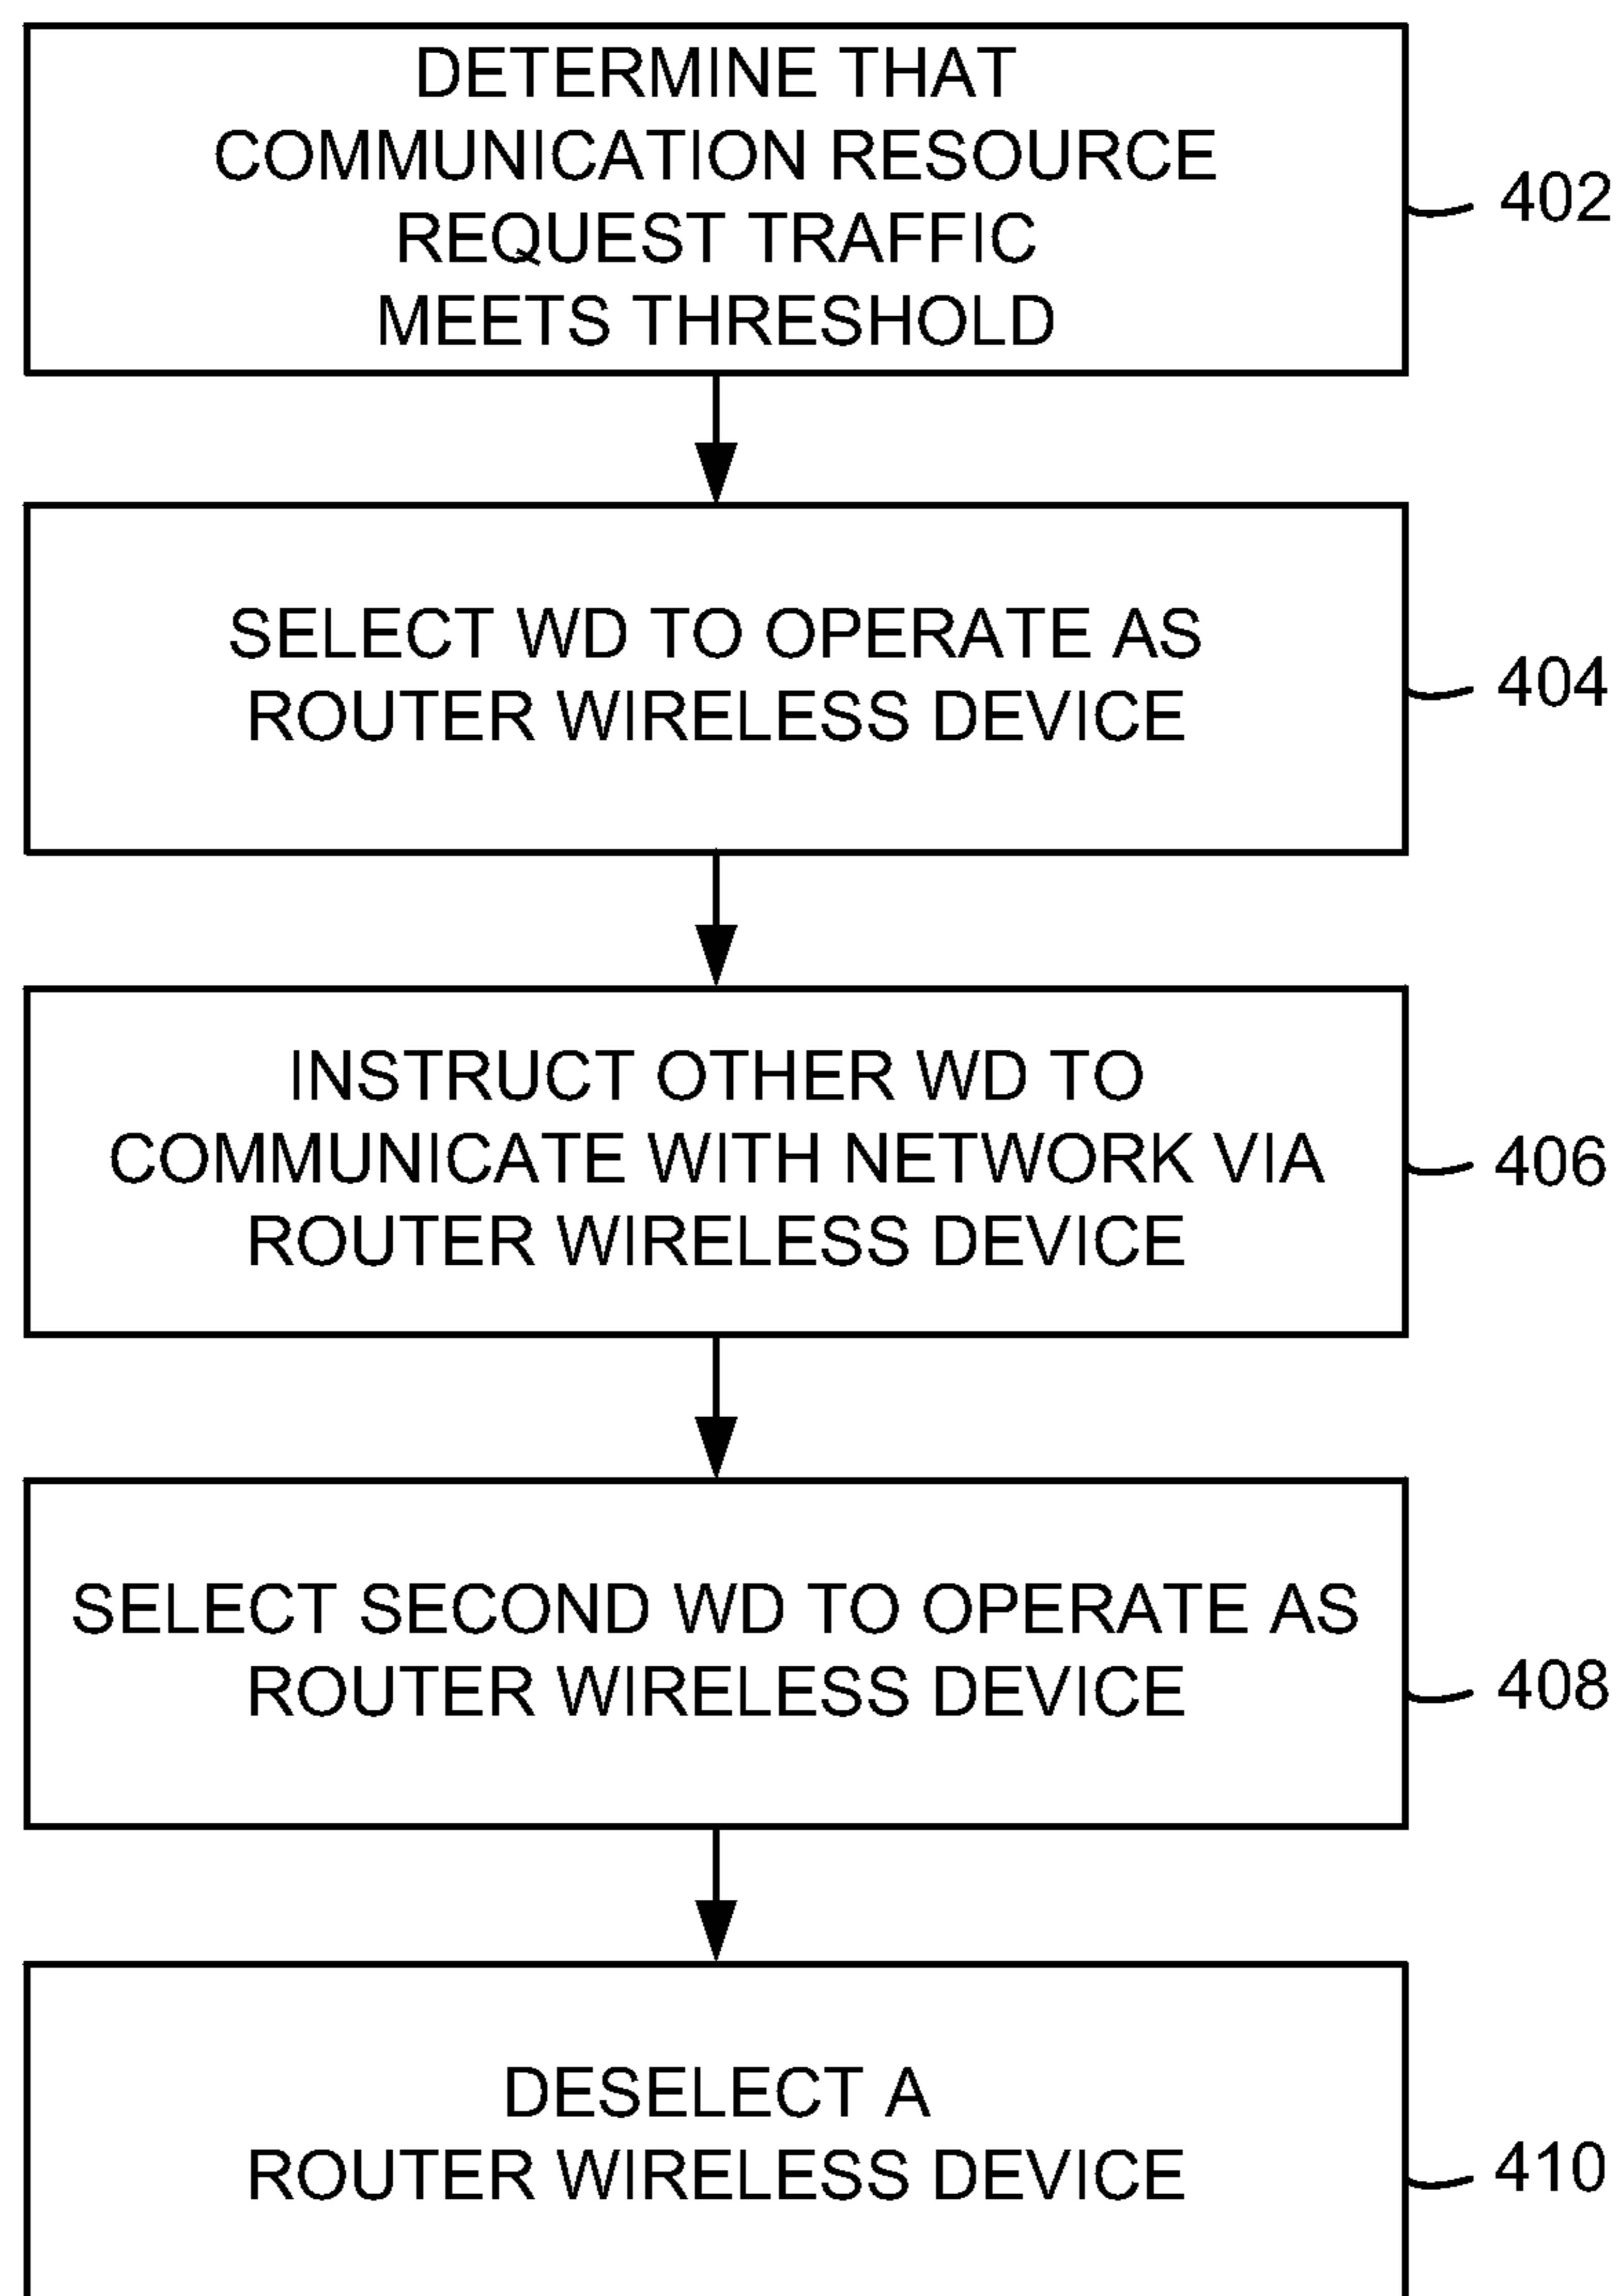 DETERMINE THAT
COMMUNICATION RESOURCE
REQUEST TRAFFIC
MEETS THRESHOLD
402
SELECT WD TO OPERATE AS
ROUTER WIRELESS DEVICE
404
INSTRUCT OTHER WD TO
COMMUNICATE WITH NETWORK VIA
ROUTER WIRELESS DEVICE
406
SELECT SECOND WD TO OPERATE AS
ROUTER WIRELESS DEVICE
408
DESELECT A
ROUTER WIRELESS DEVICE
410